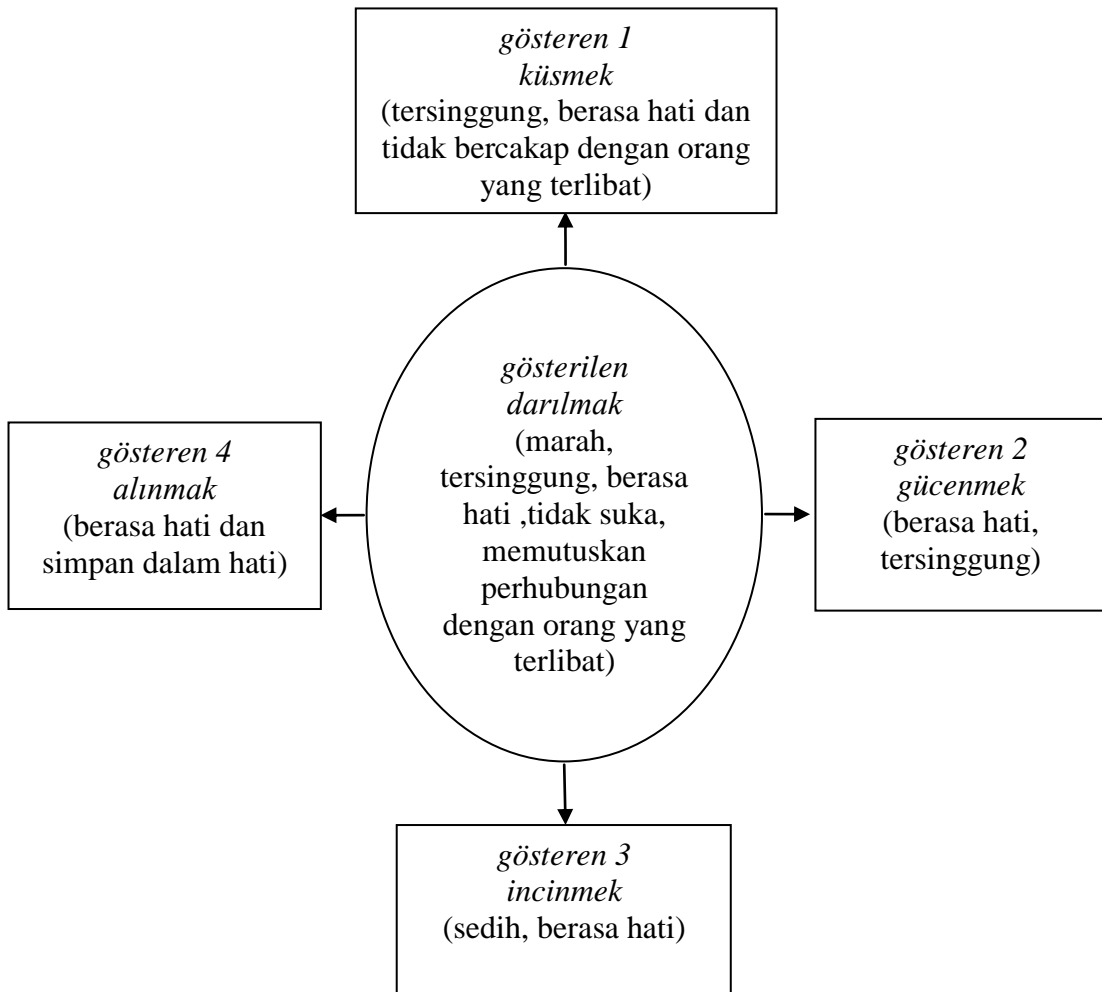 gösteren 1
küsmek
(tersinggung, berasa hati dan
tidak bercakap dengan orang
yang terlibat)
gösterilen
darılmak
(marah,
tersinggung, berasa
hati ,tidak suka,
memutuskan
perhubungan
dengan orang yang
terlibat)
gösteren 4
alınmak
(berasa hati dan
simpan dalam hati)
gösteren 2
gücenmek
(berasa hati,
tersinggung)
gösteren 3
incinmek
(sedih, berasa hati)